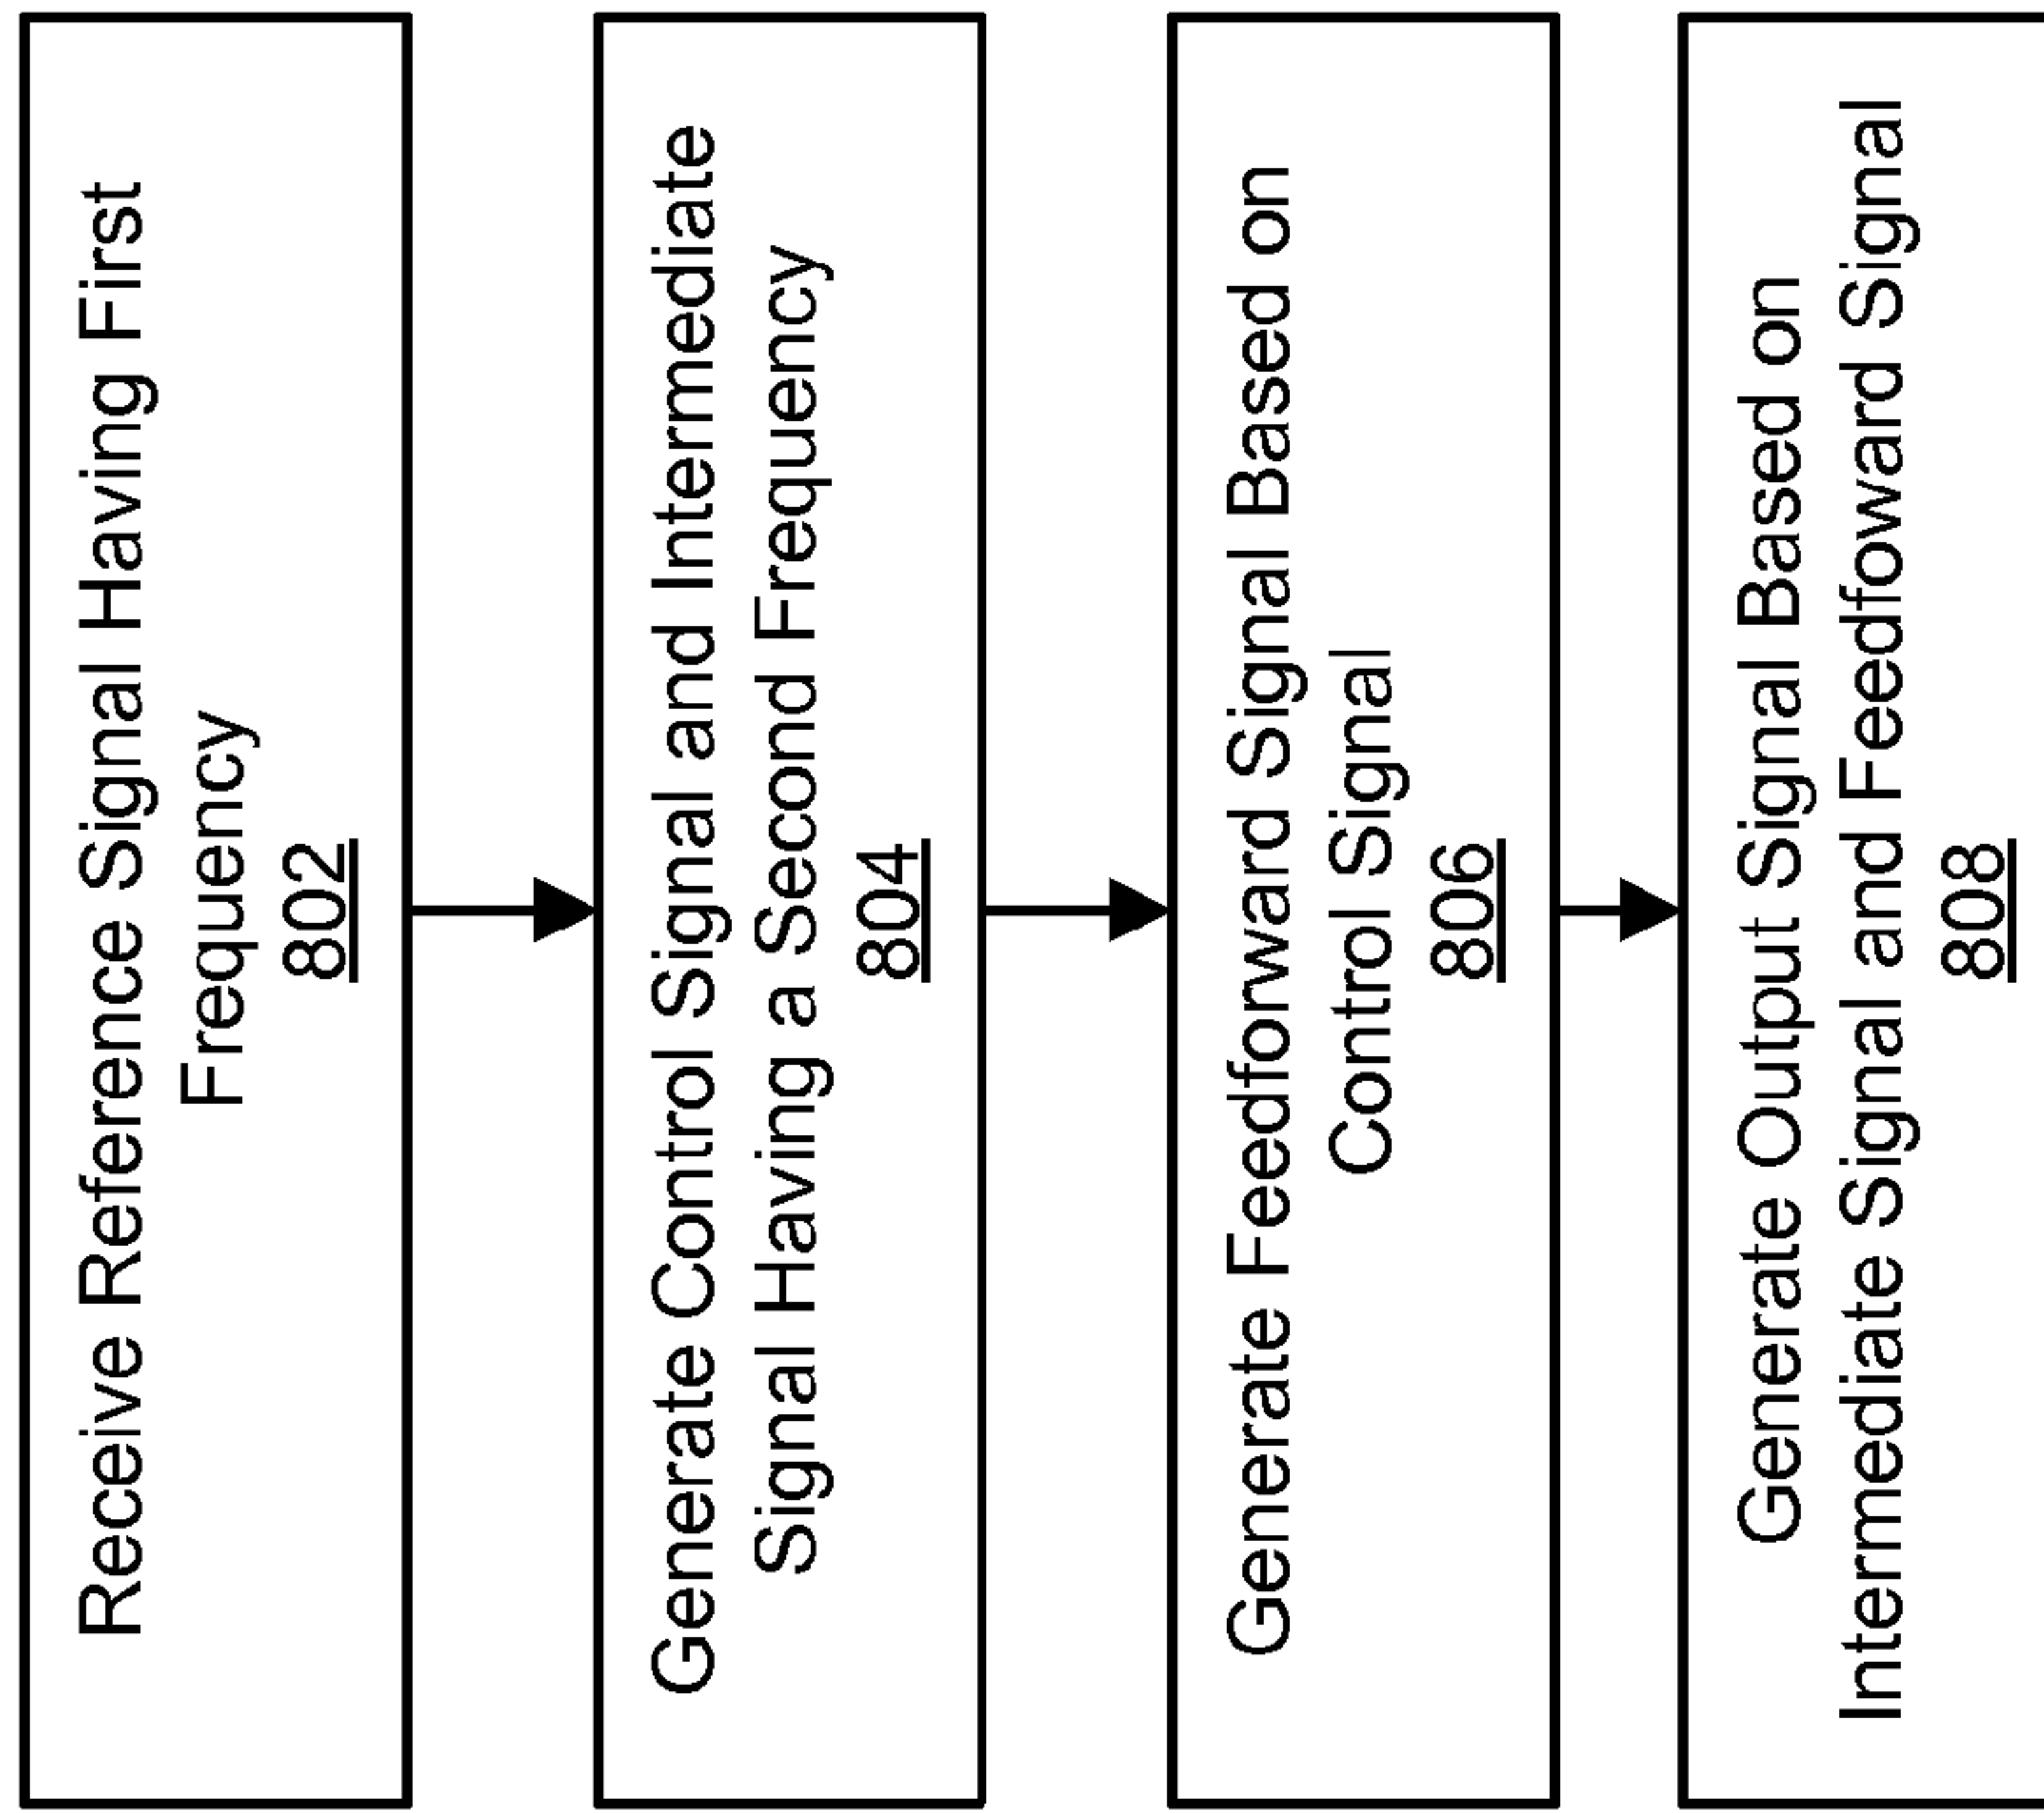 Receive Reference Signal Having First
Frequency
802
Generate Control Signal and Intermediate
Signal Having a Second Frequency
804
Generate Feedforward Signal Based on
Control Signal
806
Generate Output Signal Based on
Intermediate Signal and Feedfoward Signal
808